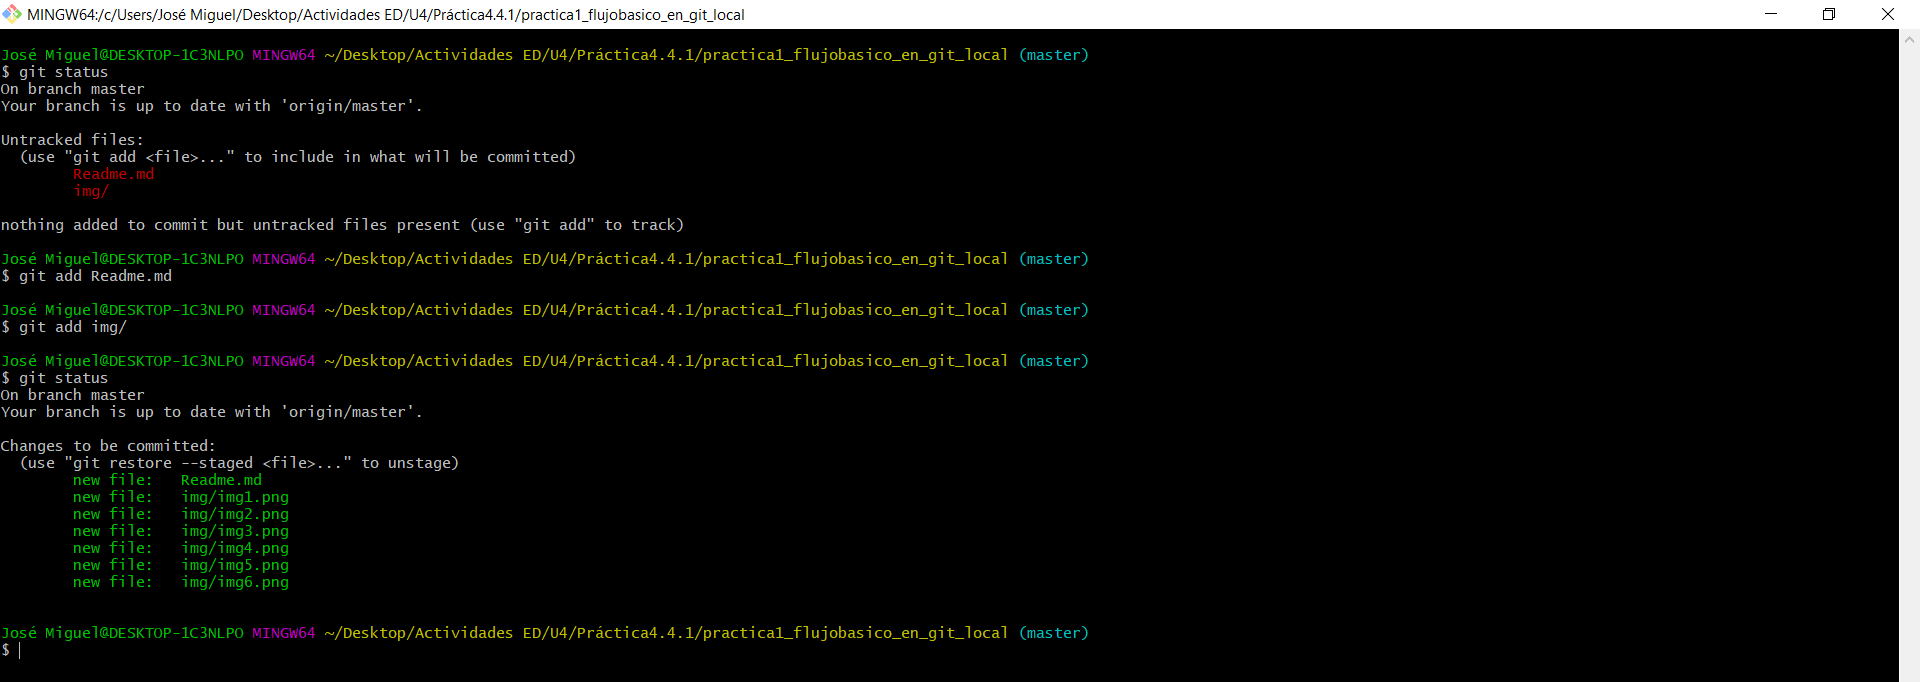 MINGW64:/c/Users/José Miguel/Desktop/Actividades ED/U4/Práctica4.4.1/practica1_flujobasico_en_git_local
José Miguel@DESKTOP-1C3NLPO MINGW64 ~/Desktop/Actividades ED/U4/Práctica4.4.1/practica1_flujobasico_en_git_local (master)
$ git status
On branch master
Your branch is up to date with 'origin/master'.
Untracked files:
  (use "git add <file>..." to include in what will be committed)
        Readme.md
        img/
nothing added to commit but untracked files present (use "git add" to track)
José Miguel@DESKTOP-1C3NLPO MINGW64 ~/Desktop/Actividades ED/U4/Práctica4.4.1/practica1_flujobasico_en_git_local (master)
$ git add Readme.md
José Miguel@DESKTOP-1C3NLPO MINGW64 ~/Desktop/Actividades ED/U4/Práctica4.4.1/practica1_flujobasico_en_git_local (master)
$ git add img/
José Miguel@DESKTOP-1C3NLPO MINGW64 ~/Desktop/Actividades ED/U4/Práctica4.4.1/practica1_flujobasico_en_git_local (master)
$ git status
On branch master
Your branch is up to date with 'origin/master'.
Changes to be committed:
  (use "git restore --staged <file>..." to unstage)
        new file:   Readme.md
        new file:   img/img1.png
        new file:   img/img2.png
        new file:   img/img3.png
        new file:   img/img4.png
        new file:   img/img5.png
        new file:   img/img6.png
José Miguel@DESKTOP-1C3NLPO MINGW64 ~/Desktop/Actividades ED/U4/Práctica4.4.1/practica1_flujobasico_en_git_local (master)
$